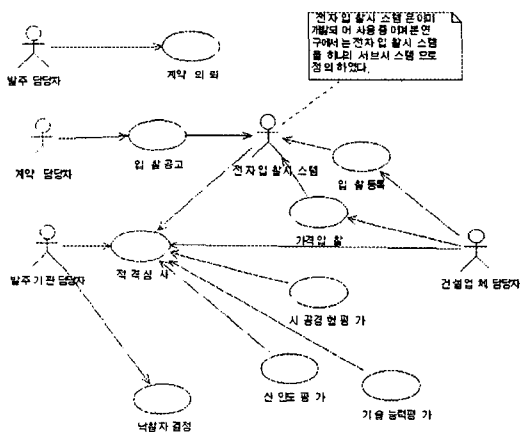 전자입찰시스템은이미
개발되어 사용중이며본연
구에서는전자입찰시스템
을 하나의 서브시스템으로
정의하였다.
발주 담당자
계약 의뢰
계약 담당자
입찰공고
전자입찰시스템
입찰등록
가격입찰
발주기관담당자
적격심사
건설업체담당자
시공경험평가
신인도평가
기술능력평가
낙찰자결정